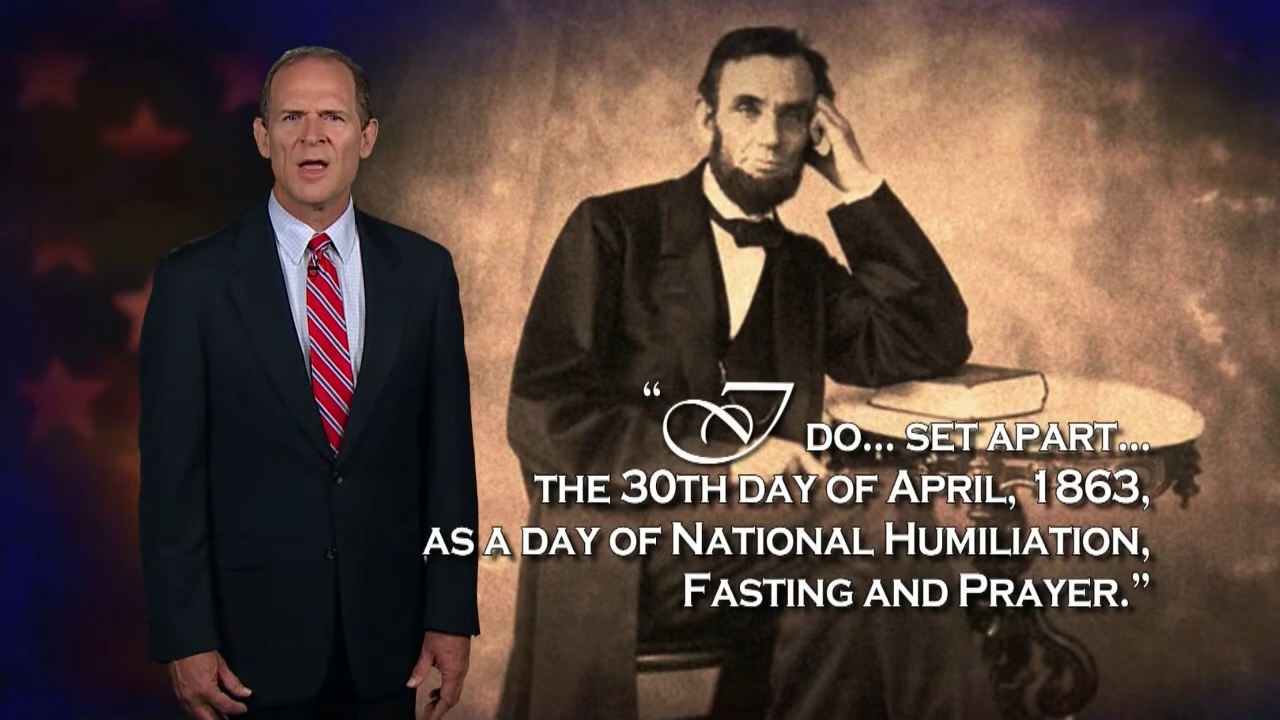 “I DO... SET APART...
THE 30TH DAY OF APRIL, 1863,
AS A DAY OF NATIONAL HUMILIATION,
FASTING AND PRAYER.”